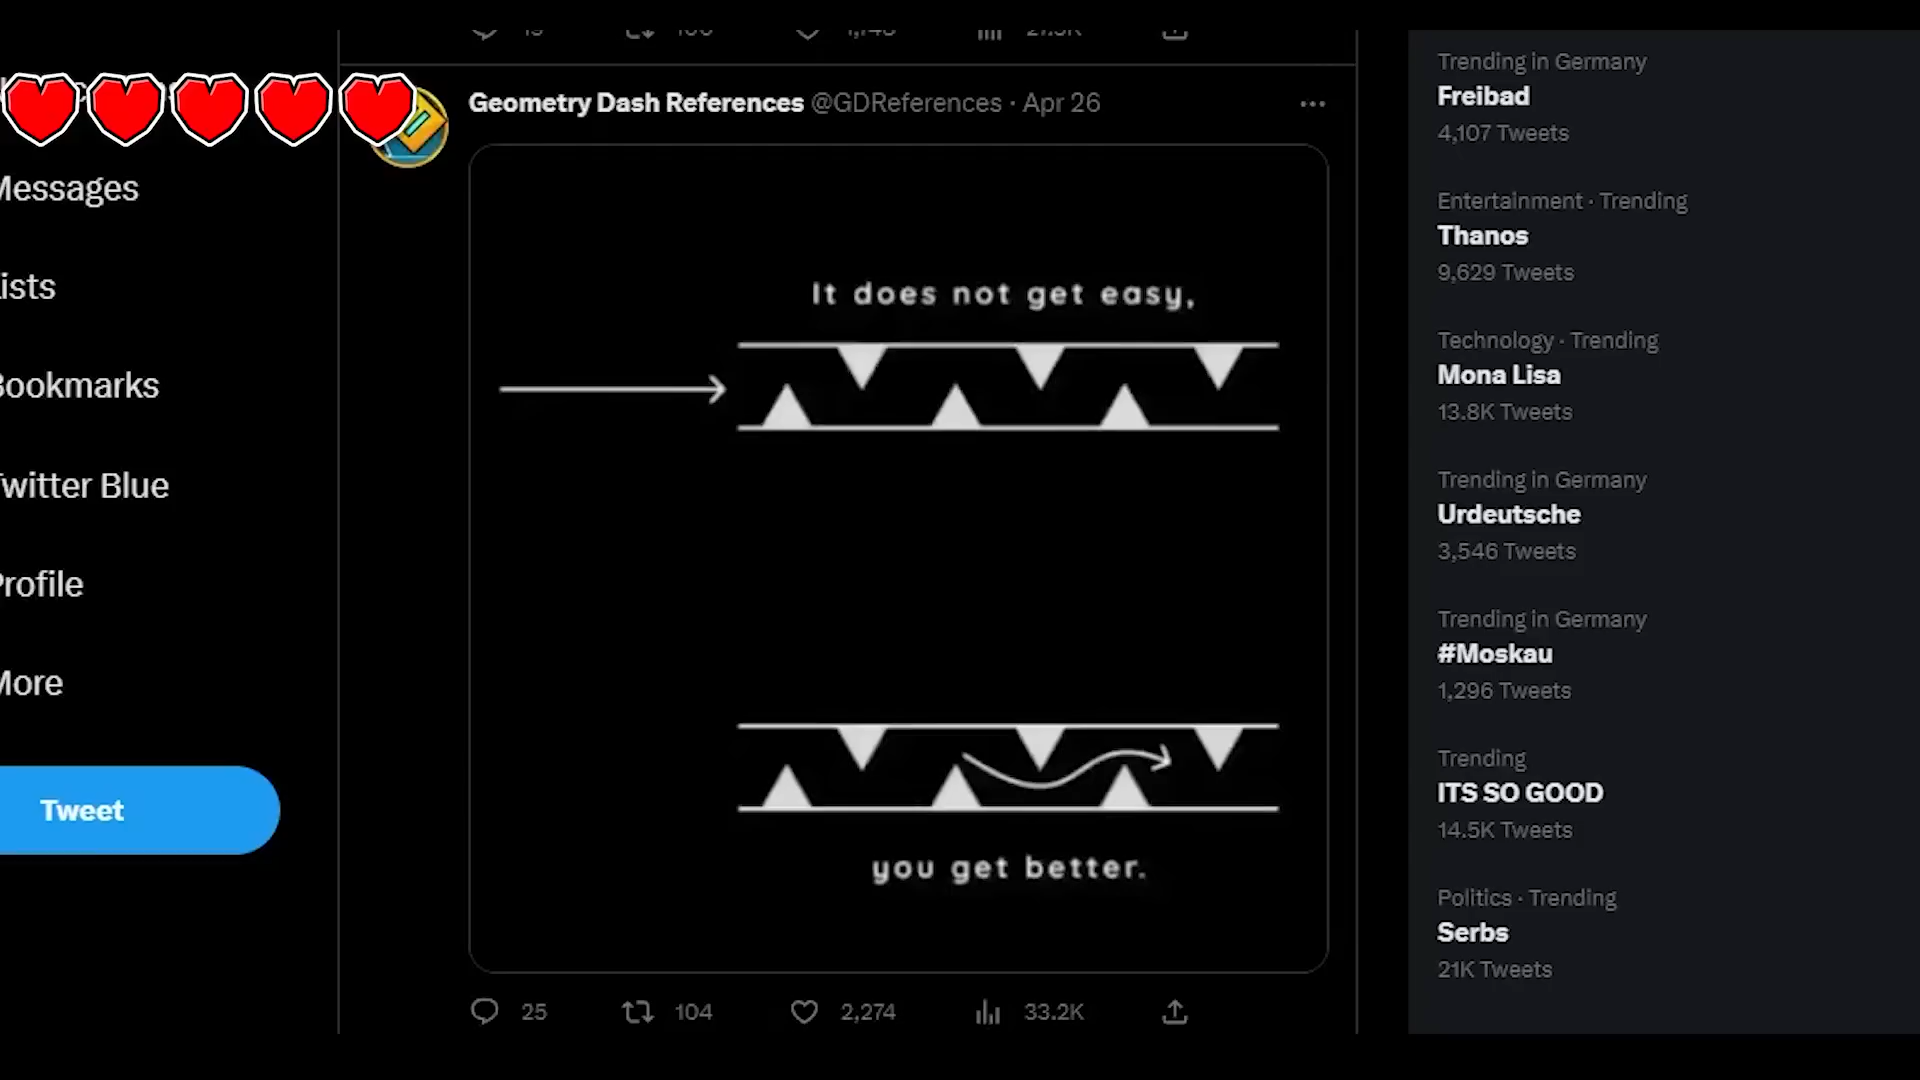 Messages
Lists
Bookmarks
Twitter Blue
Profile
More
Tweet
Geometry Dash References @GDReferences · Apr 26
It does not get easy,
you get better.
25 104 2,274 33.2K
Trending in Germany
Freibad
4,107 Tweets
Entertainment · Trending
Thanos
9,629 Tweets
Technology · Trending
Mona Lisa
13.8K Tweets
Trending in Germany
Urdeutsche
3,546 Tweets
Trending in Germany
#Moskau
1,296 Tweets
Trending
ITS SO GOOD
14.5K Tweets
Politics · Trending
Serbs
21K Tweets